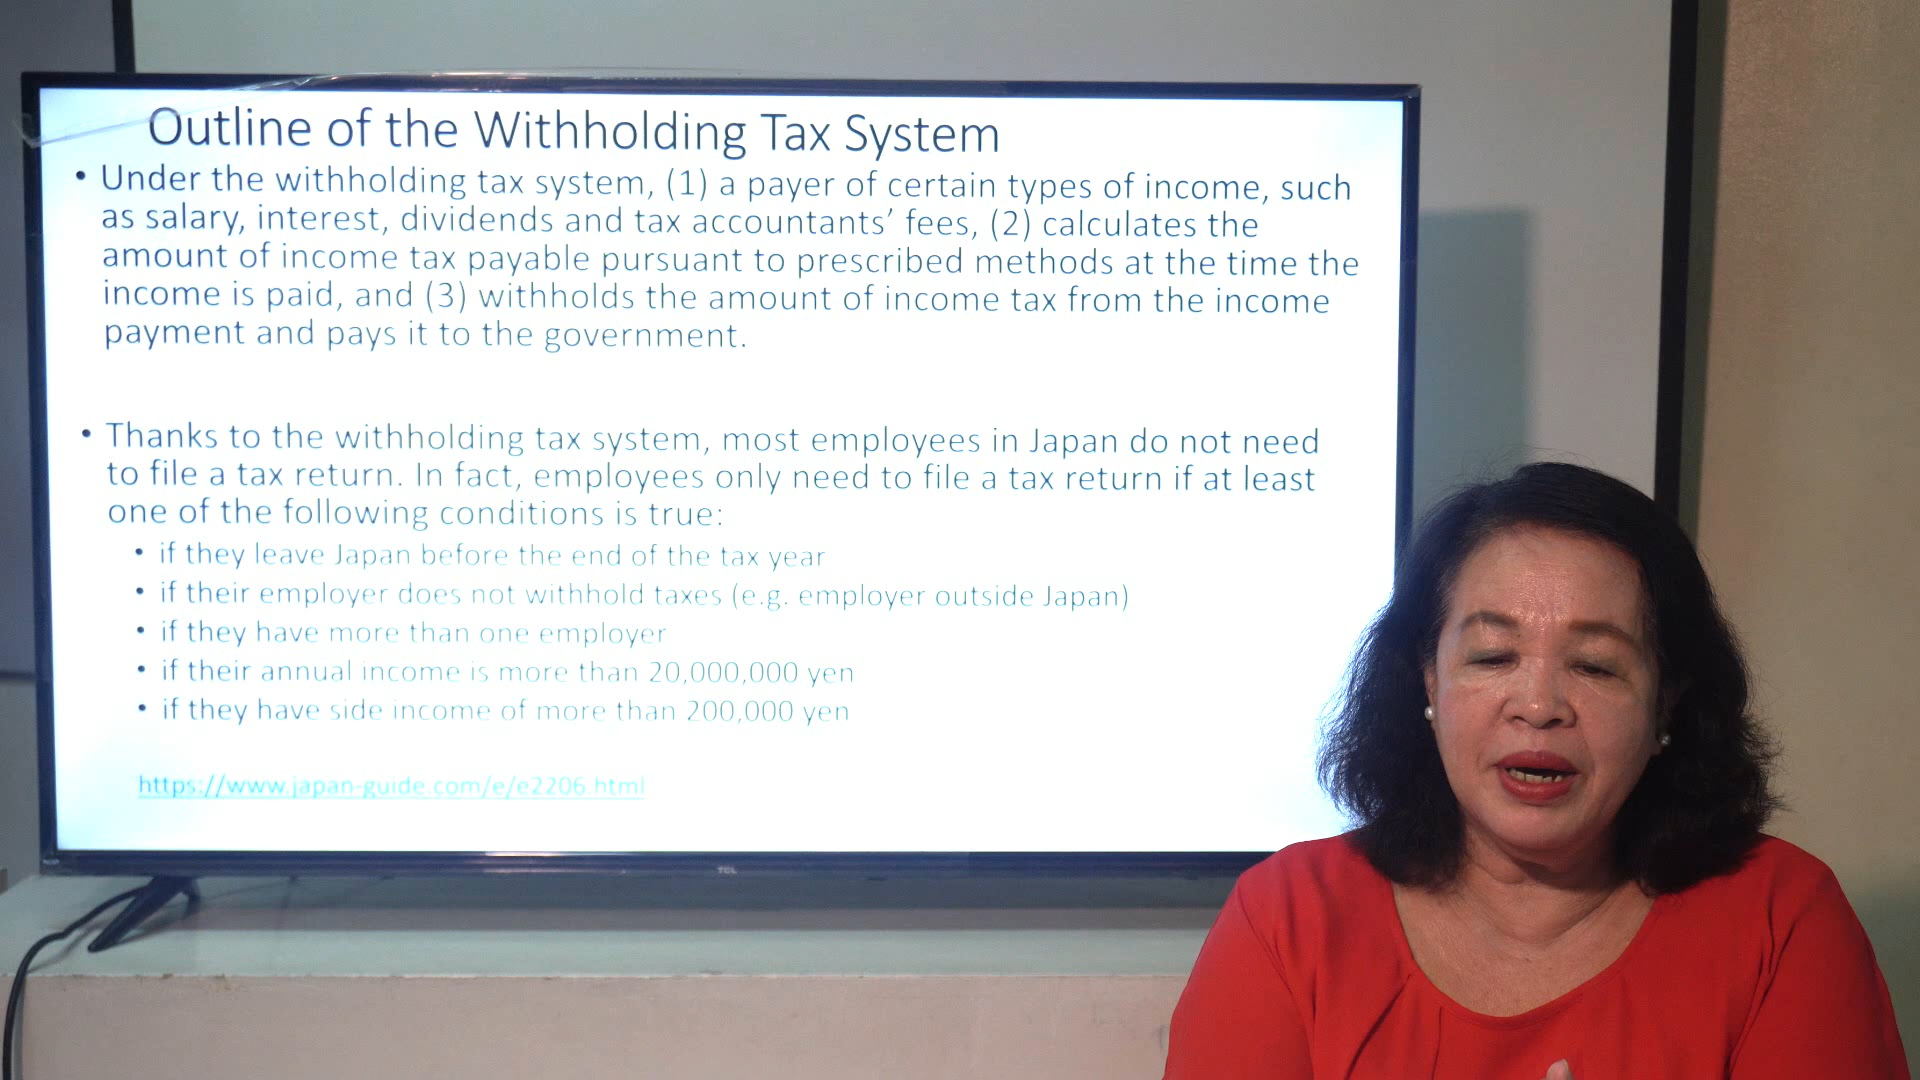 Outline of the Withholding Tax System
• Under the withholding tax system, (1) a payer of certain types of income, such
as salary, interest, dividends and tax accountants’ fees, (2) calculates the
amount of income tax payable pursuant to prescribed methods at the time the
income is paid, and (3) withholds the amount of income tax from the income
payment and pays it to the government.
• Thanks to the withholding tax system, most employees in Japan do not need
to file a tax return. In fact, employees only need to file a tax return if at least
one of the following conditions is true:
• if they leave Japan before the end of the tax year
• if their employer does not withhold taxes (e.g. employer outside Japan)
• if they have more than one employer
• if their annual income is more than 20,000,000 yen
• if they have side income of more than 200,000 yen
https://www.japan-guide.com/e/e2206.html
TCL